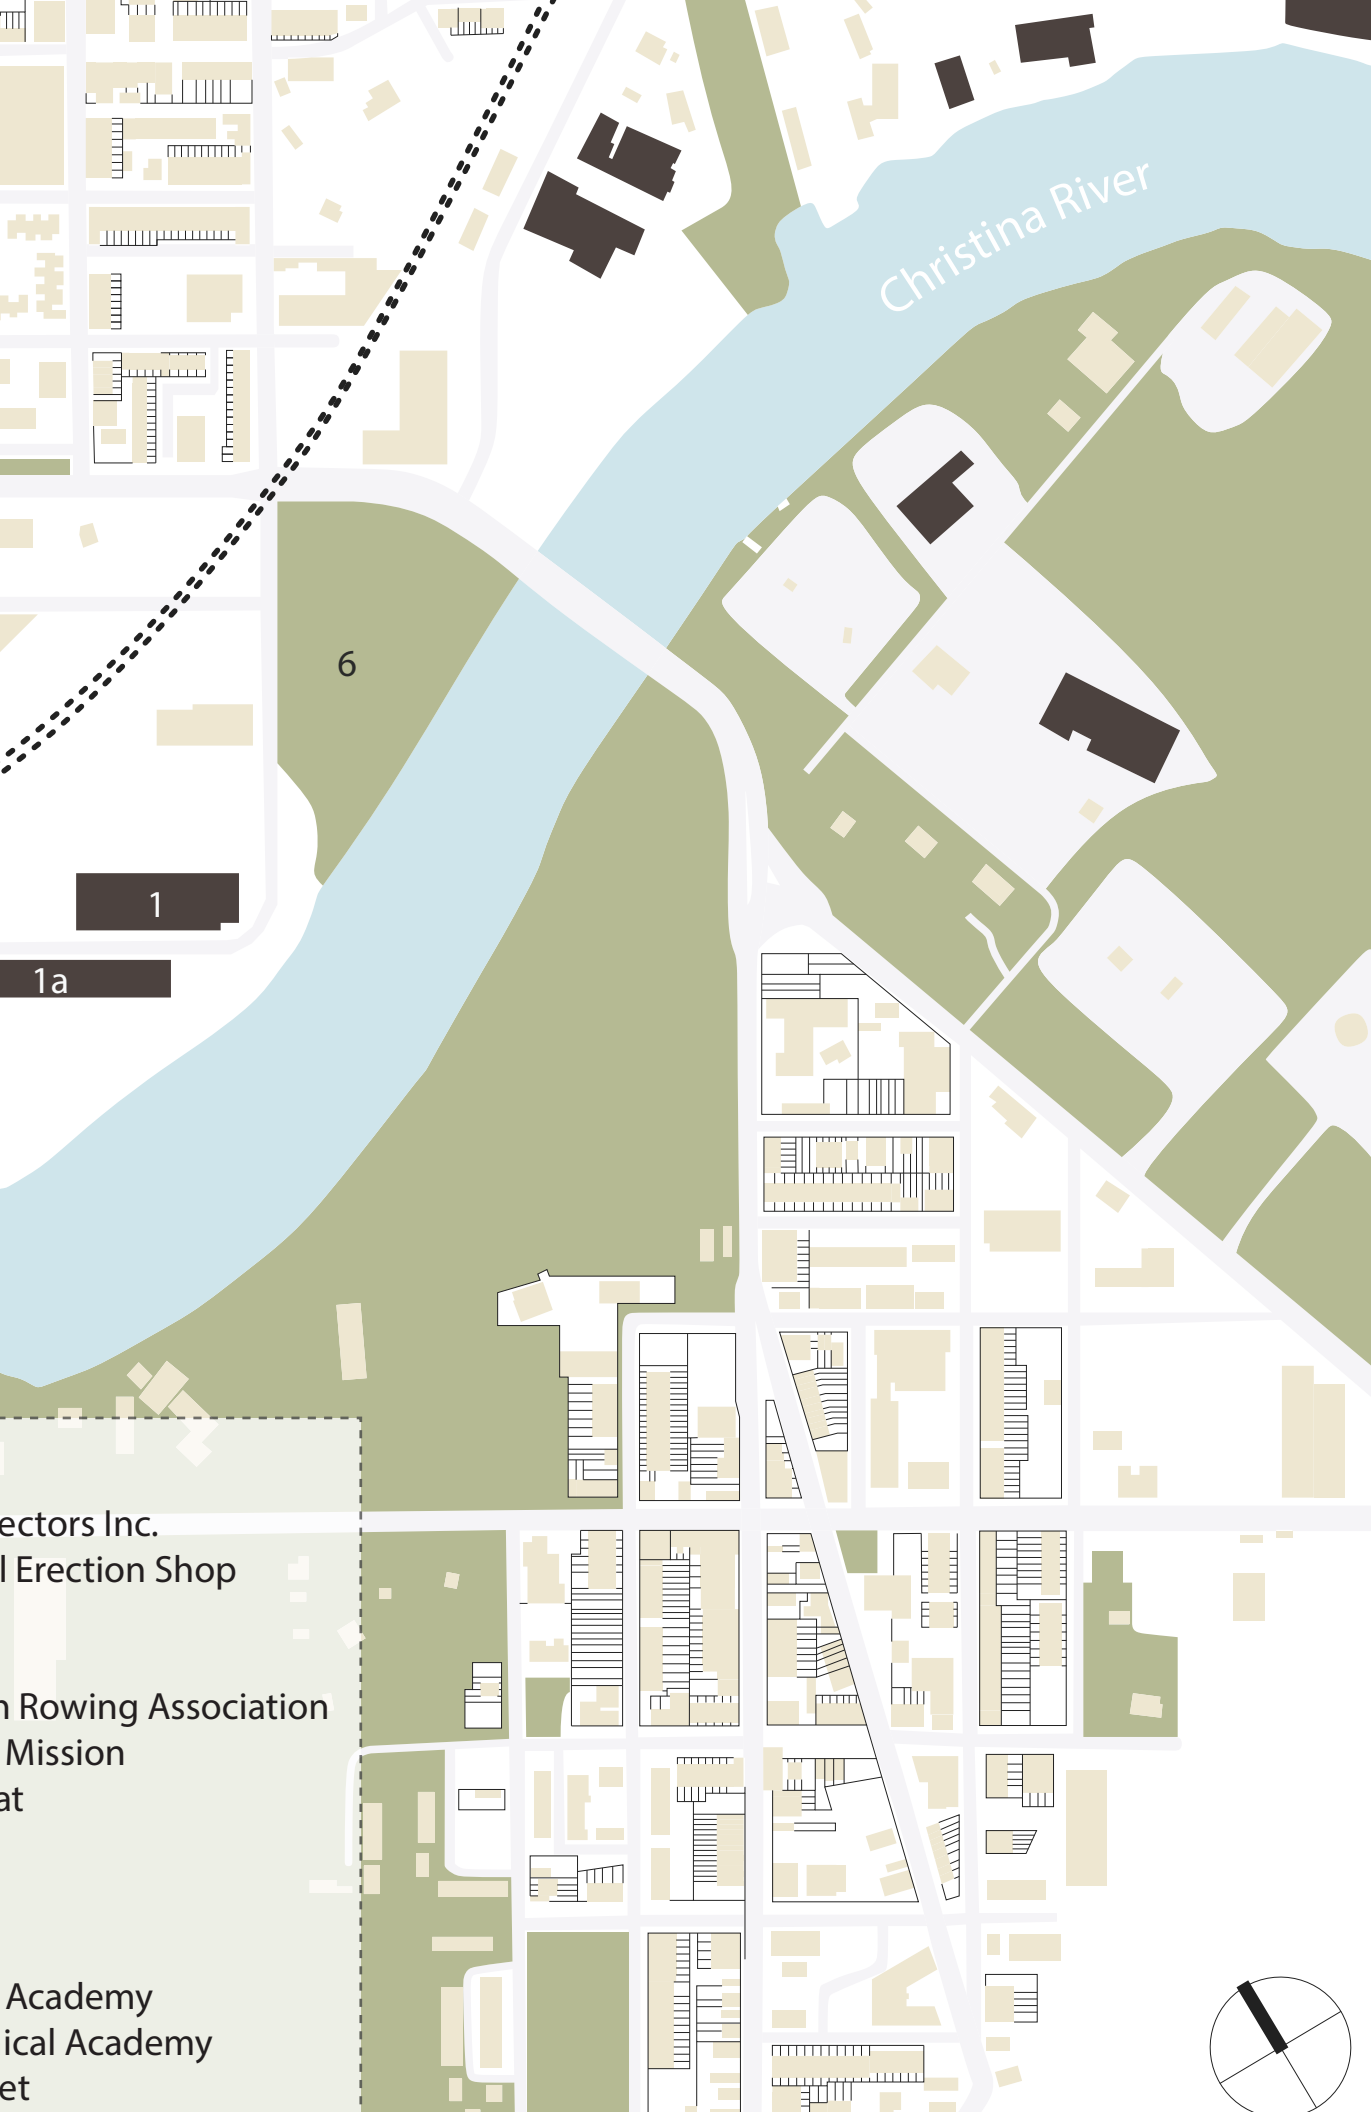 Christina River
6
1
1a
ectors Inc.
l Erection Shop
n Rowing Association
Mission
at
Academy
ical Academy
et